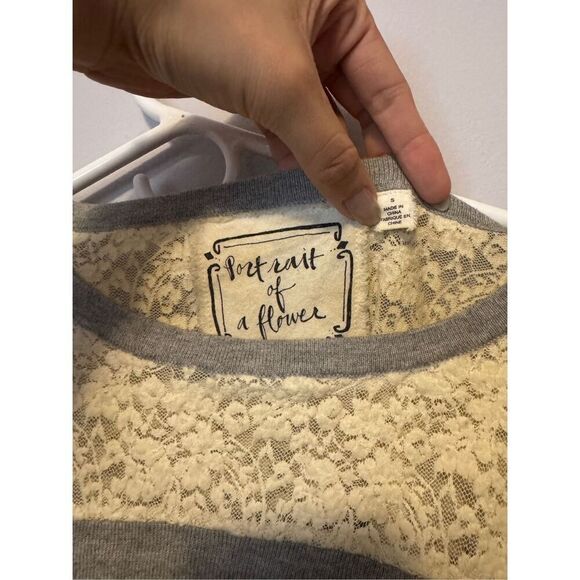 Portrait
of
a flower
S
MADE IN
CHINA
FABRIQUE EN
CHINE